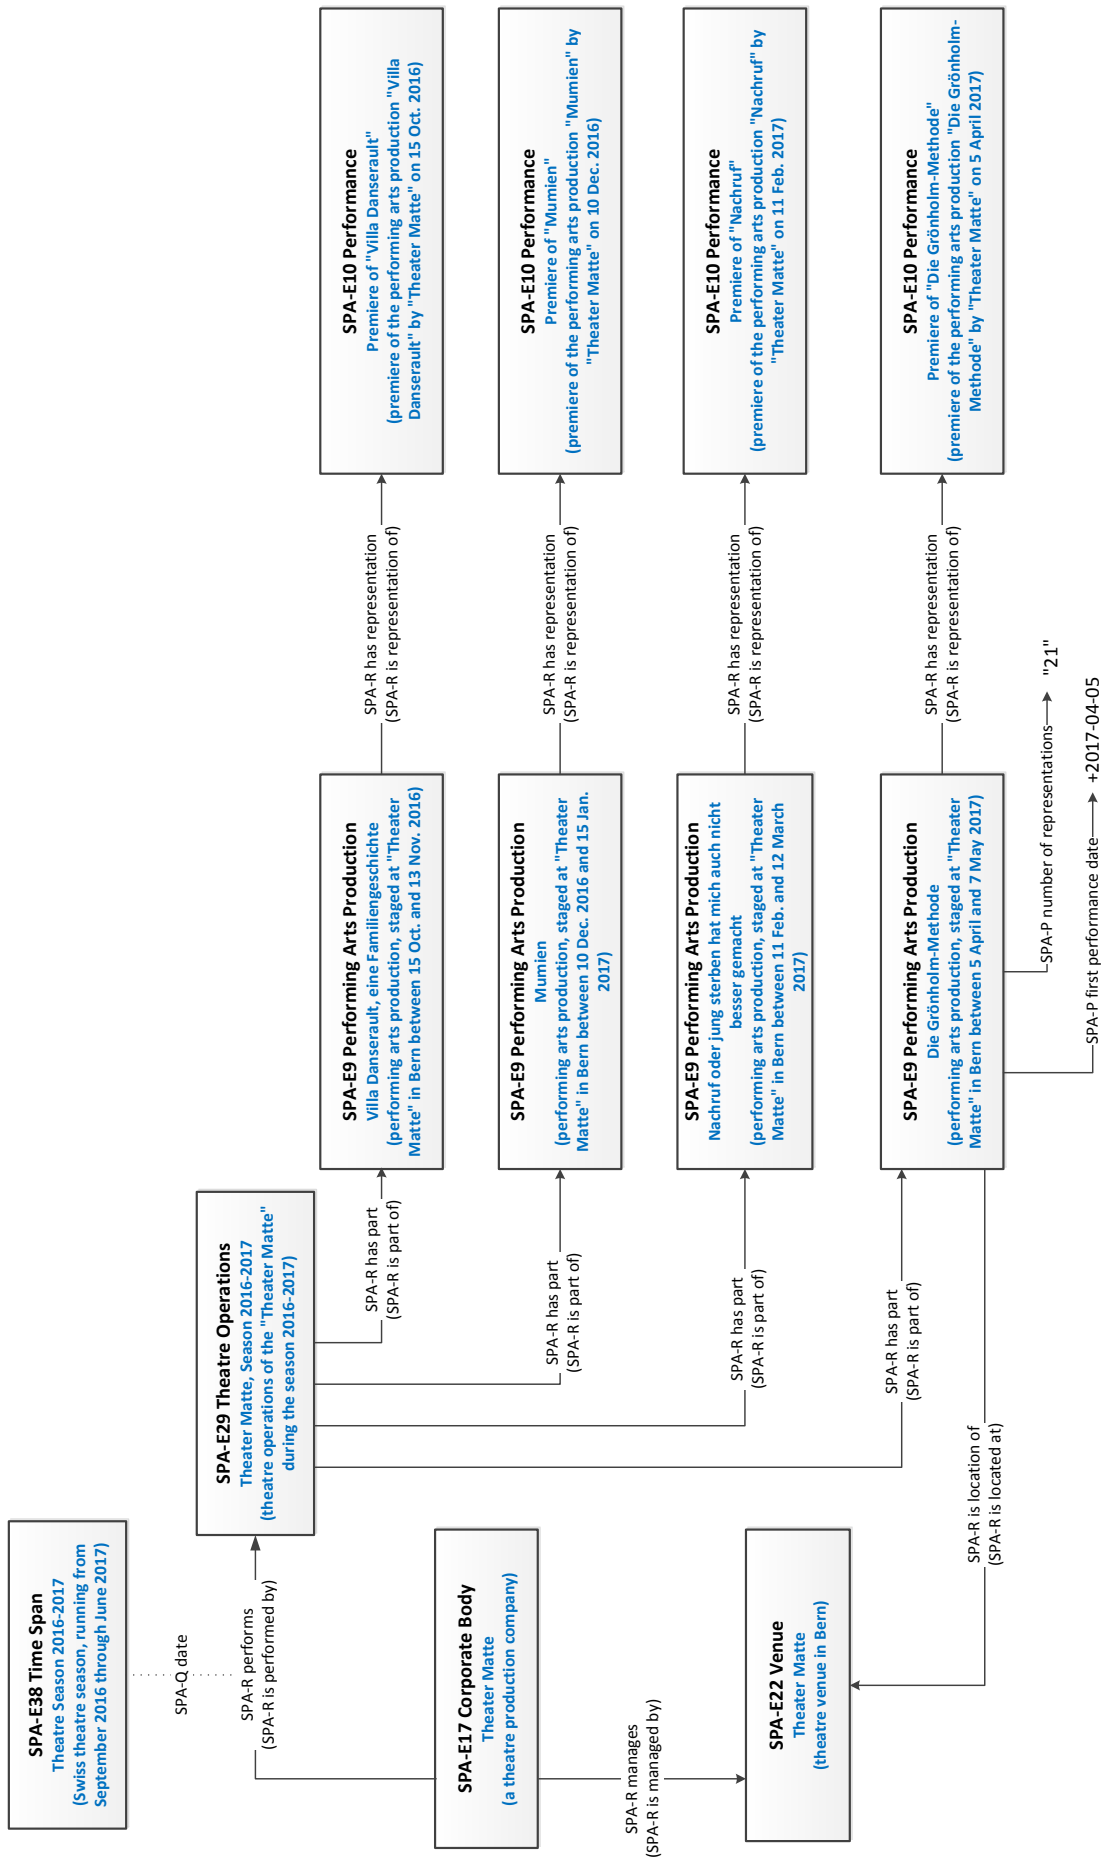 SPA-E38 Time Span
Theatre Season 2016-2017
(Swiss theatre season, running from
September 2016 through June 2017)
SPA-Q date
SPA-R performs
(SPA-R is performed by)
SPA-E29 Theatre Operations
Theater Matte, Season 2016-2017
(theatre operations of the "Theater Matte"
during the season 2016-2017)
SPA-E17 Corporate Body
Theater Matte
(a theatre production company)
SPA-R manages
(SPA-R is managed by)
SPA-E22 Venue
Theater Matte
(theatre venue in Bern)
SPA-R is location of
(SPA-R is located at)
SPA-R has part
(SPA-R is part of)
SPA-E9 Performing Arts Production
Villa Danserault, eine Familiengeschichte
(performing arts production, staged at "Theater
Matte" in Bern between 15 Oct. and 13 Nov. 2016)
SPA-R has representation
(SPA-R is representation of)
SPA-E10 Performance
Premiere of "Villa Danserault"
(premiere of the performing arts production "Villa
Danserault" by "Theater Matte" on 15 Oct. 2016)
SPA-R has part
(SPA-R is part of)
SPA-E9 Performing Arts Production
Mumien
(performing arts production, staged at "Theater
Matte" in Bern between 10 Dec. 2016 and 15 Jan.
2017)
SPA-R has representation
(SPA-R is representation of)
SPA-E10 Performance
Premiere of "Mumien"
(premiere of the performing arts production "Mumien" by
"Theater Matte" on 10 Dec. 2016)
SPA-R has part
(SPA-R is part of)
SPA-E9 Performing Arts Production
Nachruf oder jung sterben hat mich auch nicht
besser gemacht
(performing arts production, staged at "Theater
Matte" in Bern between 11 Feb. and 12 March
2017)
SPA-R has representation
(SPA-R is representation of)
SPA-E10 Performance
Premiere of "Nachruf"
(premiere of the performing arts production "Nachruf" by
"Theater Matte" on 11 Feb. 2017)
SPA-R has part
(SPA-R is part of)
SPA-E9 Performing Arts Production
Die Grönholm-Methode
(performing arts production, staged at "Theater
Matte" in Bern between 5 April and 7 May 2017)
SPA-R has representation
(SPA-R is representation of)
SPA-E10 Performance
Premiere of "Die Grönholm-Methode"
(premiere of the performing arts production "Die Grönholm-
Methode" by "Theater Matte" on 5 April 2017)
SPA-P number of representations
"21"
SPA-P first performance date
+2017-04-05